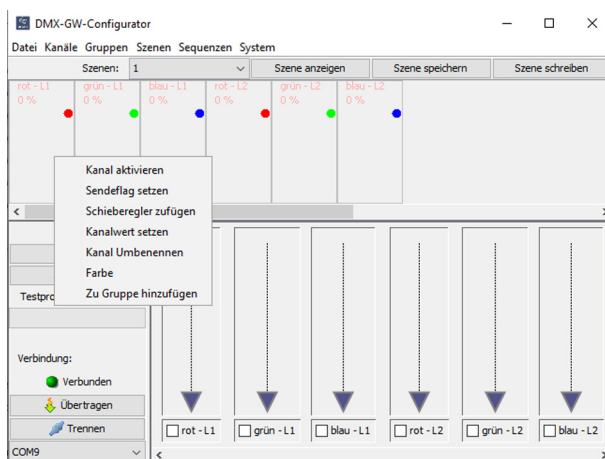 DMX-GW-Configurator
Datei Kanäle Gruppen Szenen Sequenzen System
Szenen: 1 Szene anzeigen Szene speichern Szene schreiben
rot - L1 grün - L1 blau - L1 rot - L2 grün - L2 blau - L2
0 % 0 % 0 % 0 % 0 % 0 %
Kanal aktivieren
Sendeflag setzen
Schieberegler zufügen
Kanalwert setzen
Kanal Umbenennen
Farbe
Zu Gruppe hinzufügen
Testpro
Verbindung:
Verbunden
Übertragen
Trennen
rot - L1 grün - L1 blau - L1 rot - L2 grün - L2 blau - L2
COM9